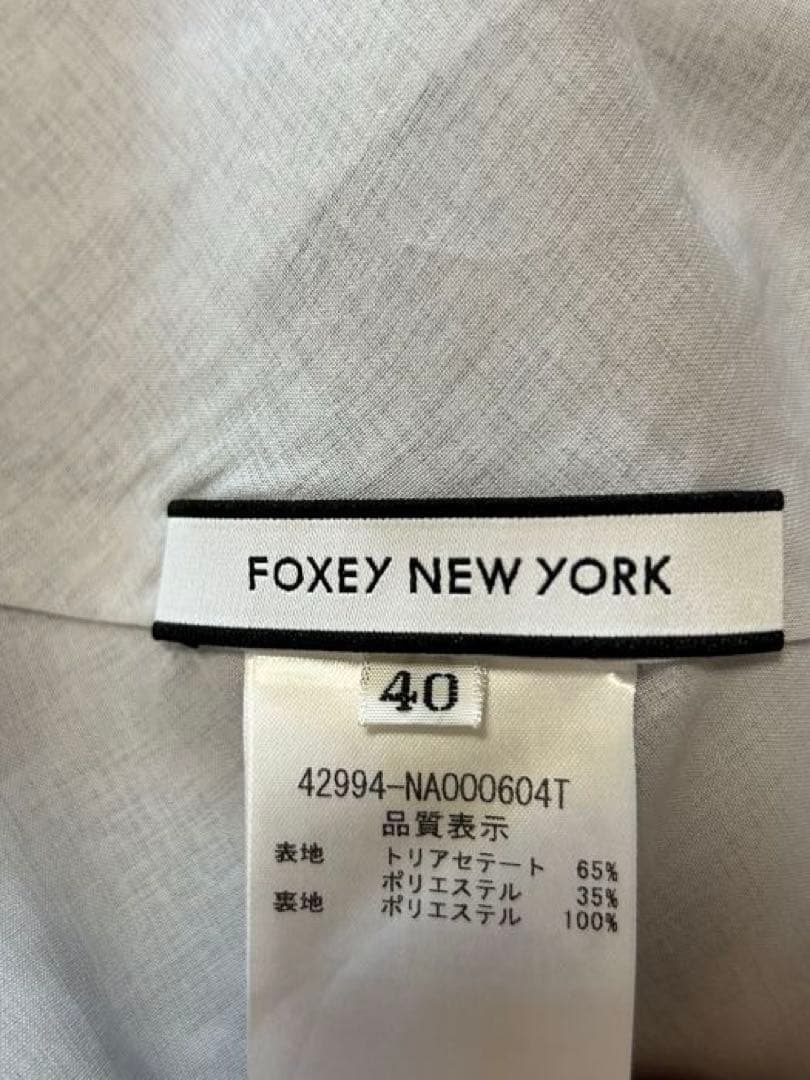 FOXEY NEW YORK
40
42994-NA000604T
品質表示
表地 トリアセテート 65%
ポリエステル 35%
裏地 ポリエステル 100%